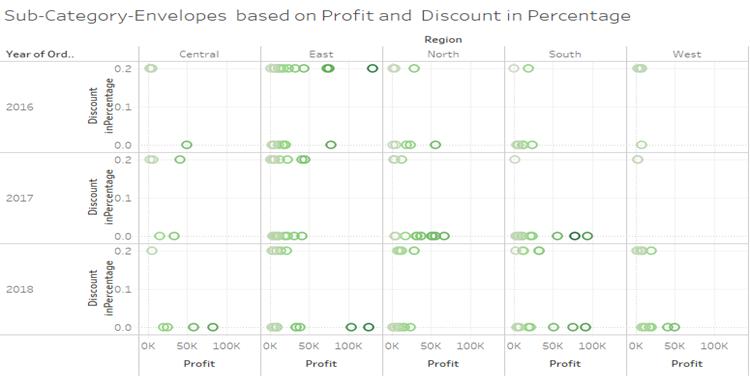 Sub-Category-Envelopes based on Profit and Discount in Percentage
Region
Year of Ord.. Central East North South West
2016 Discount inPercentage 0.2 0.1 0.0
2017 Discount inPercentage 0.2 0.1 0.0
2018 Discount inPercentage 0.2 0.1 0.0
0K 50K 100K 0K 50K 100K 0K 50K 100K 0K 50K 100K 0K 50K 100K
Profit Profit Profit Profit Profit